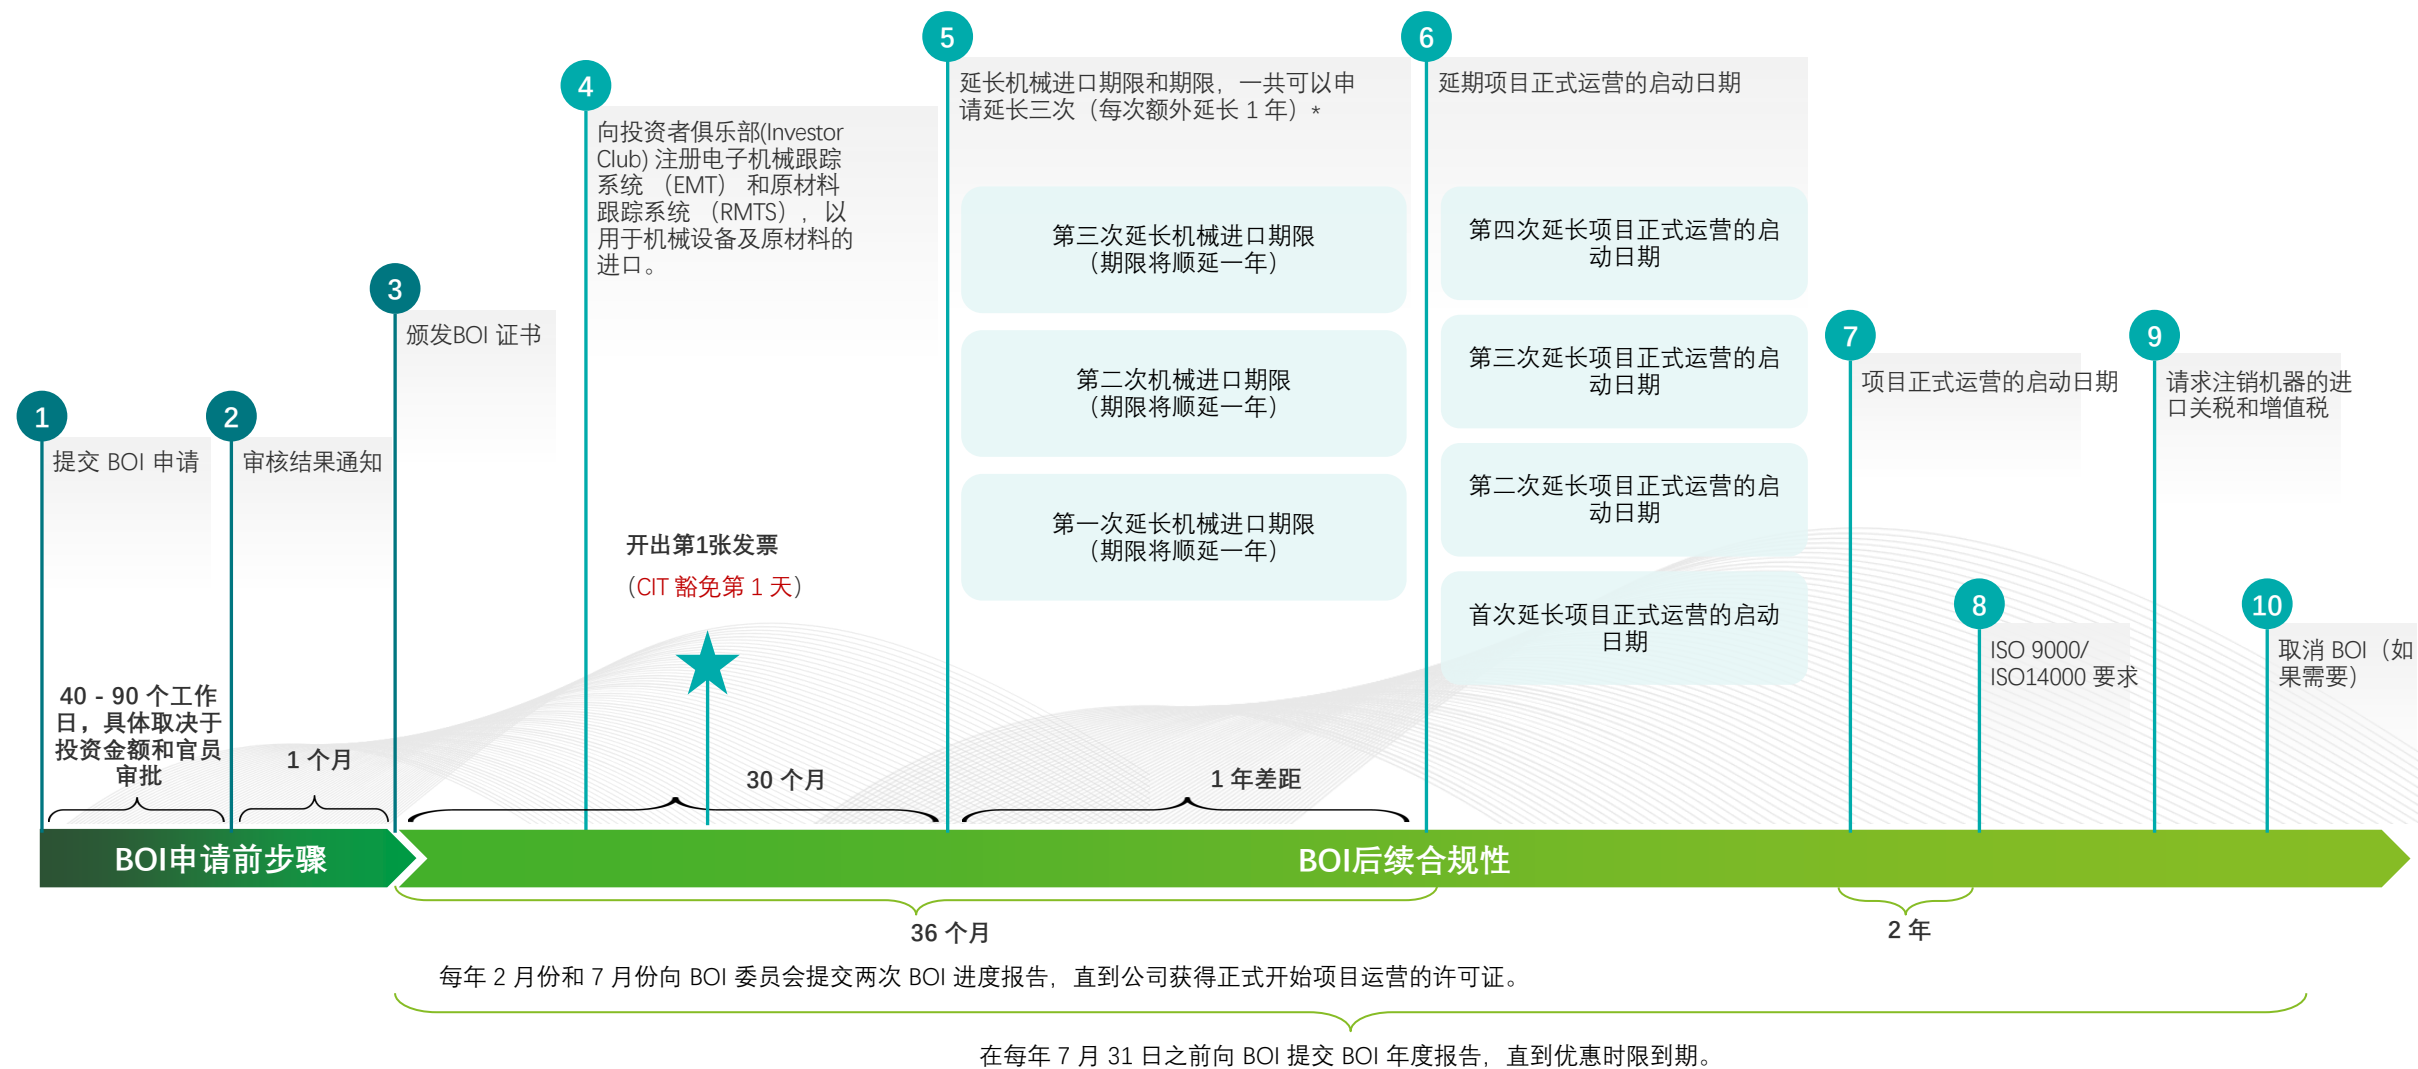 1
提交 BOI 申请
2
审核结果通知
3
颁发BOI 证书
4
向投资者俱乐部(Investor
Club) 注册电子机械跟踪
系统 （EMT） 和原材料
跟踪系统 （RMTS），以
用于机械设备及原材料的
进口。
开出第1张发票
（CIT 豁免第 1 天）
5
延长机械进口期限和期限，一共可以申
请延长三次（每次额外延长 1 年）*
第三次延长机械进口期限
（期限将顺延一年）
第二次机械进口期限
（期限将顺延一年）
第一次延长机械进口期限
（期限将顺延一年）
6
延期项目正式运营的启动日期
第四次延长项目正式运营的启
动日期
第三次延长项目正式运营的启
动日期
第二次延长项目正式运营的启
动日期
首次延长项目正式运营的启动
日期
7
项目正式运营的启动日期
8
ISO 9000/
ISO14000 要求
9
请求注销机器的进
口关税和增值税
10
取消 BOI（如
果需要）
40 - 90 个工作
日，具体取决于
投资金额和官员
审批
1 个月
30 个月
1 年差距
BOI申请前步骤
BOI后续合规性
36 个月
2 年
每年 2 月份和 7 月份向 BOI 委员会提交两次 BOI 进度报告，直到公司获得正式开始项目运营的许可证。
在每年 7 月 31 日之前向 BOI 提交 BOI 年度报告，直到优惠时限到期。